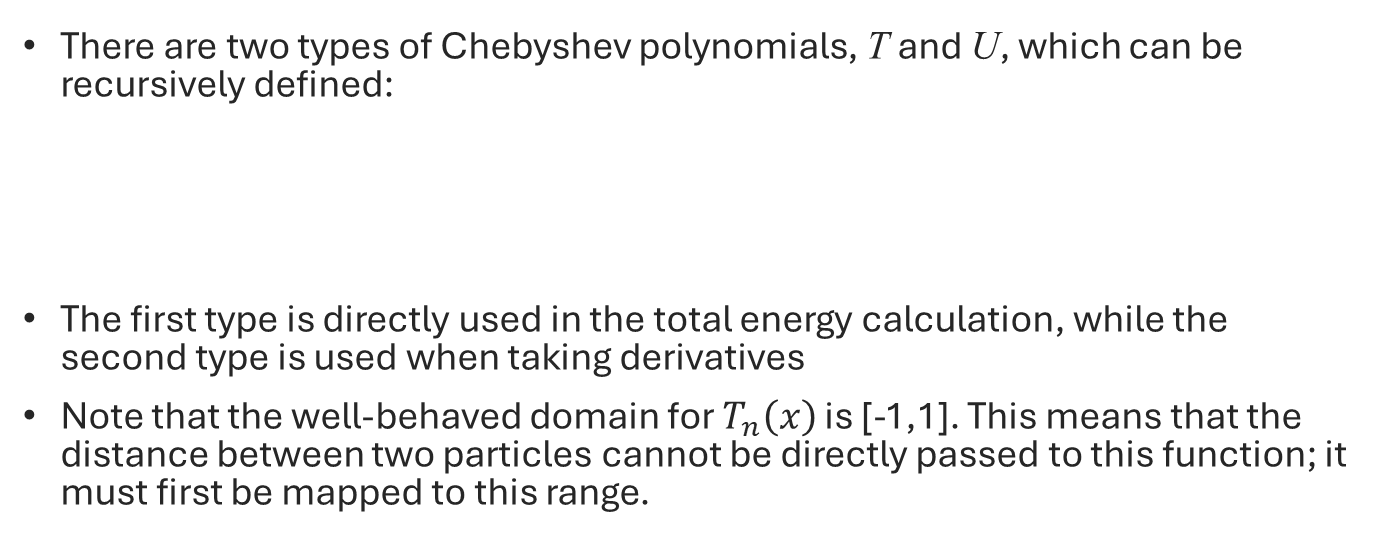 • There are two types of Chebyshev polynomials, T and U, which can be
recursively defined:
• The first type is directly used in the total energy calculation, while the
second type is used when taking derivatives
• Note that the well-behaved domain for Tₙ(x) is [-1,1]. This means that the
distance between two particles cannot be directly passed to this function; it
must first be mapped to this range.